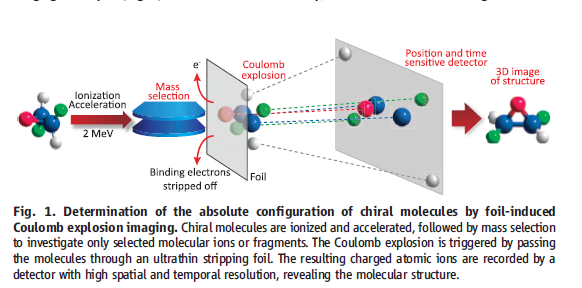 Ionization
Acceleration
2 MeV
Mass
selection
e-
Coulomb
explosion
Binding electrons
stripped off
Foil
Position and time
sensitive detector
3D image
of structure
Fig. 1. Determination of the absolute configuration of chiral molecules by foil-induced
Coulomb explosion imaging. Chiral molecules are ionized and accelerated, followed by mass selection
to investigate only selected molecular ions or fragments. The Coulomb explosion is triggered by passing
the molecules through an ultrathin stripping foil. The resulting charged atomic ions are recorded by a
detector with high spatial and temporal resolution, revealing the molecular structure.